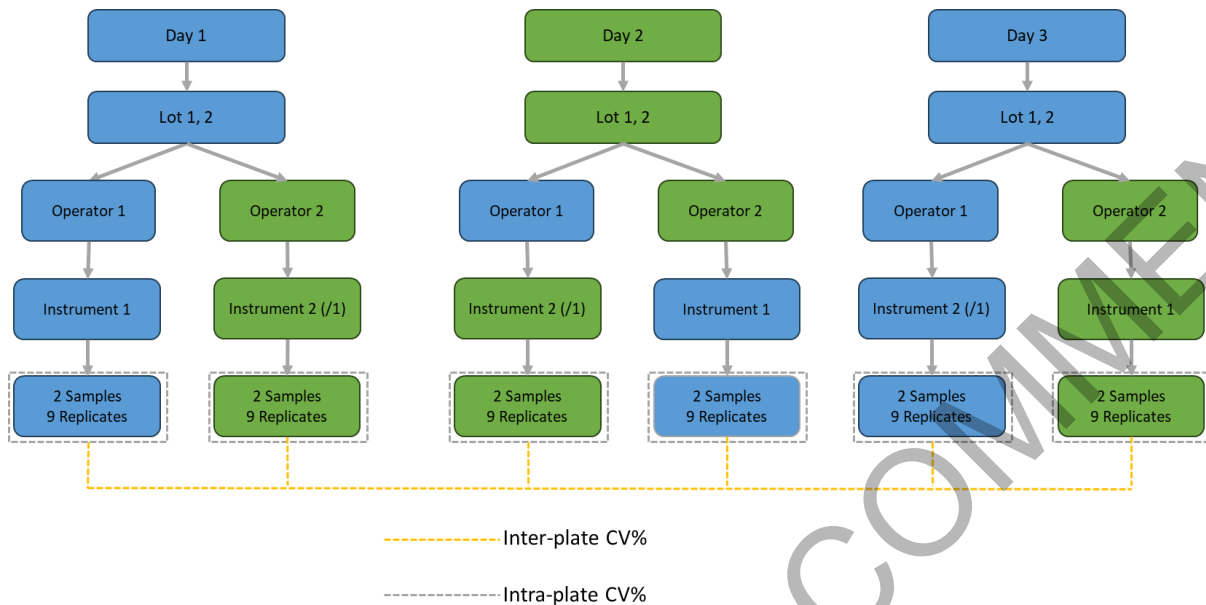 Day 1
Day 2
Day 3
Lot 1, 2
Lot 1, 2
Lot 1, 2
Operator 1
Operator 2
Operator 1
Operator 2
Operator 1
Operator 2
Instrument 1
Instrument 2 (/1)
Instrument 2 (/1)
Instrument 1
Instrument 2 (/1)
Instrument 1
2 Samples
9 Replicates
2 Samples
9 Replicates
2 Samples
9 Replicates
2 Samples
9 Replicates
2 Samples
9 Replicates
2 Samples
9 Replicates
Inter-plate CV%
Intra-plate CV%